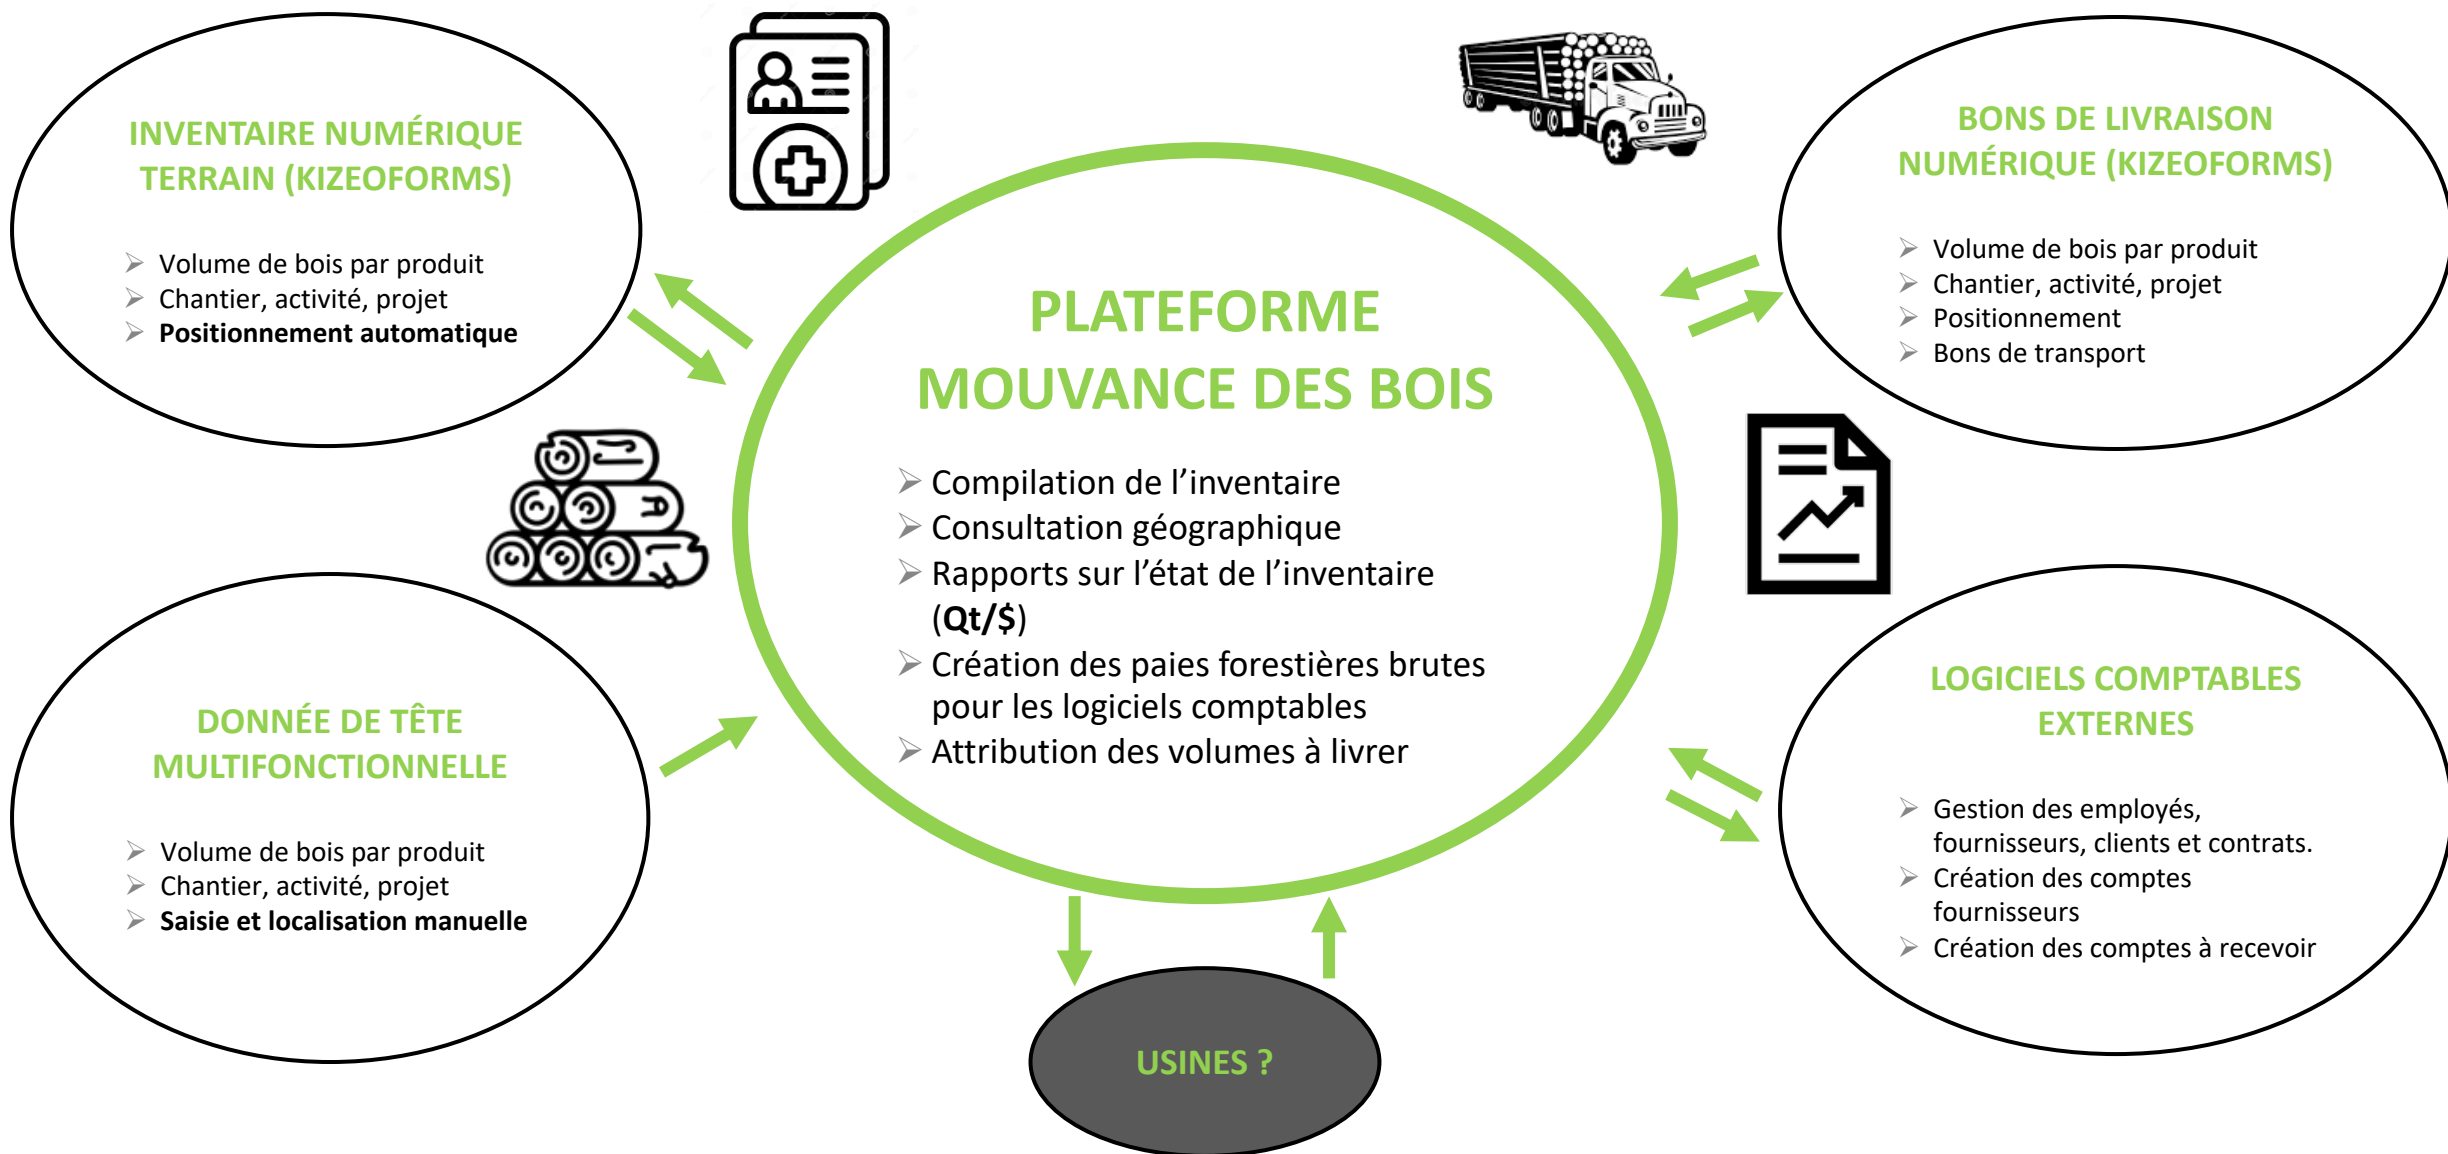 INVENTAIRE NUMÉRIQUE
TERRAIN (KIZEOFORMS)
➢ Volume de bois par produit
➢ Chantier, activité, projet
➢ Positionnement automatique
BONS DE LIVRAISON
NUMÉRIQUE (KIZEOFORMS)
➢ Volume de bois par produit
➢ Chantier, activité, projet
➢ Positionnement
➢ Bons de transport
PLATEFORME
MOUVANCE DES BOIS
➢ Compilation de l’inventaire
➢ Consultation géographique
➢ Rapports sur l’état de l’inventaire
(Qt/$)
➢ Création des paies forestières brutes
pour les logiciels comptables
➢ Attribution des volumes à livrer
DONNÉE DE TÊTE
MULTIFONCTIONNELLE
➢ Volume de bois par produit
➢ Chantier, activité, projet
➢ Saisie et localisation manuelle
LOGICIELS COMPTABLES
EXTERNES
➢ Gestion des employés,
fournisseurs, clients et contrats.
➢ Création des comptes
fournisseurs
➢ Création des comptes à recevoir
USINES ?